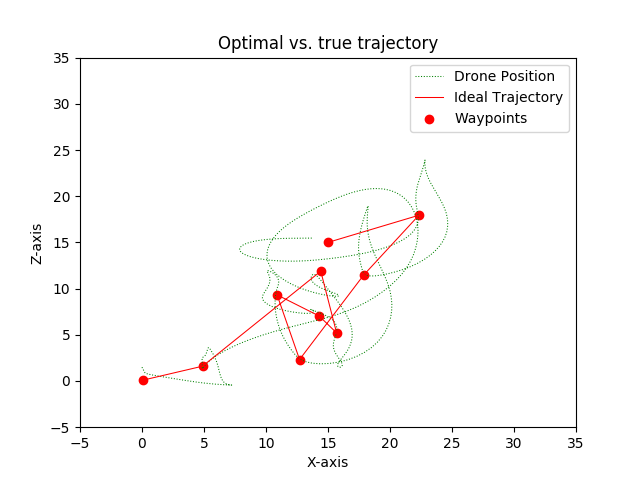 Optimal vs. true trajectory
Drone Position
Ideal Trajectory
Waypoints
Z-axis
35
30
25
20
15
10
5
0
−5
−5 0 5 10 15 20 25 30 35
X-axis